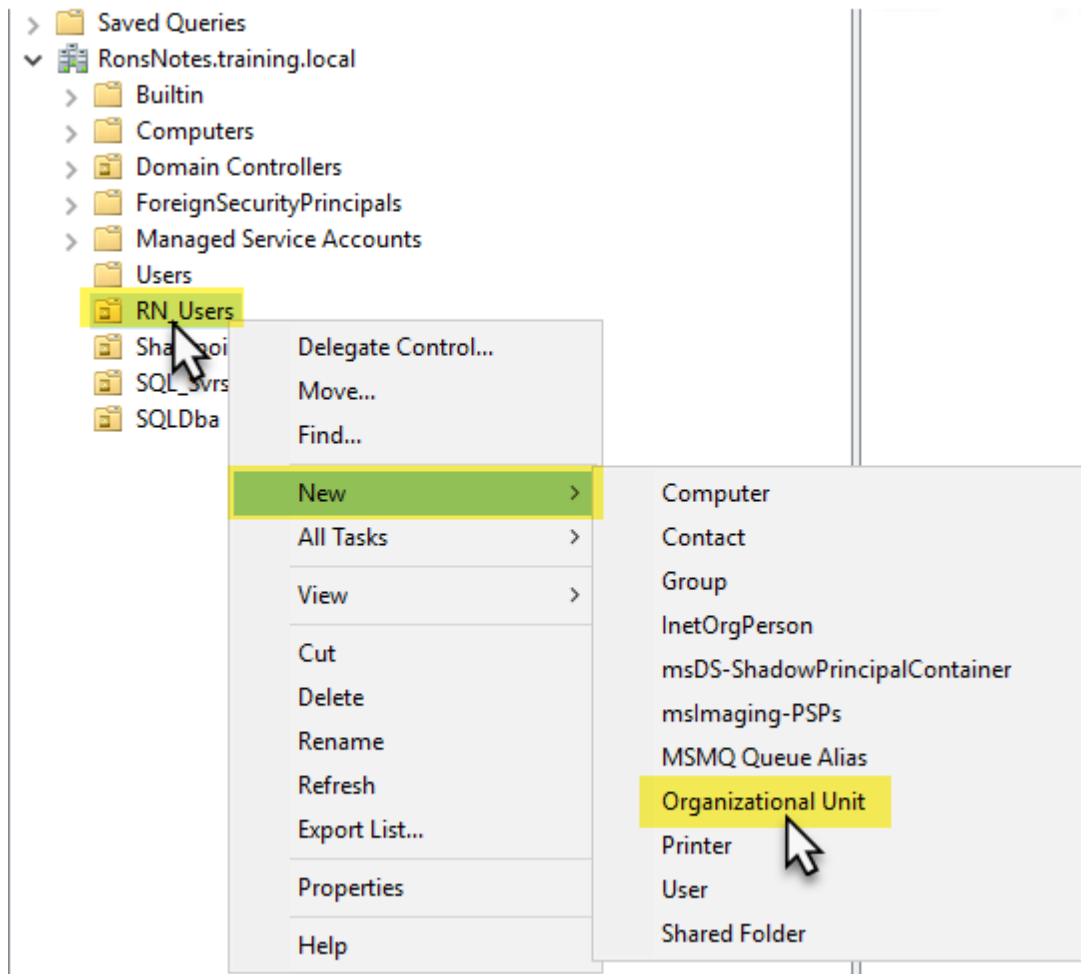 Saved Queries
RonsNotes.training.local
Builtin
Computers
Domain Controllers
ForeignSecurityPrincipals
Managed Service Accounts
Users
RN_Users
SQLDba
Delegate Control...
Move...
Find...
New
All Tasks
View
Cut
Delete
Rename
Refresh
Export List...
Properties
Help
Computer
Contact
Group
InetOrgPerson
msDS-ShadowPrincipalContainer
msImaging-PSPs
MSMQ Queue Alias
Organizational Unit
Printer
User
Shared Folder